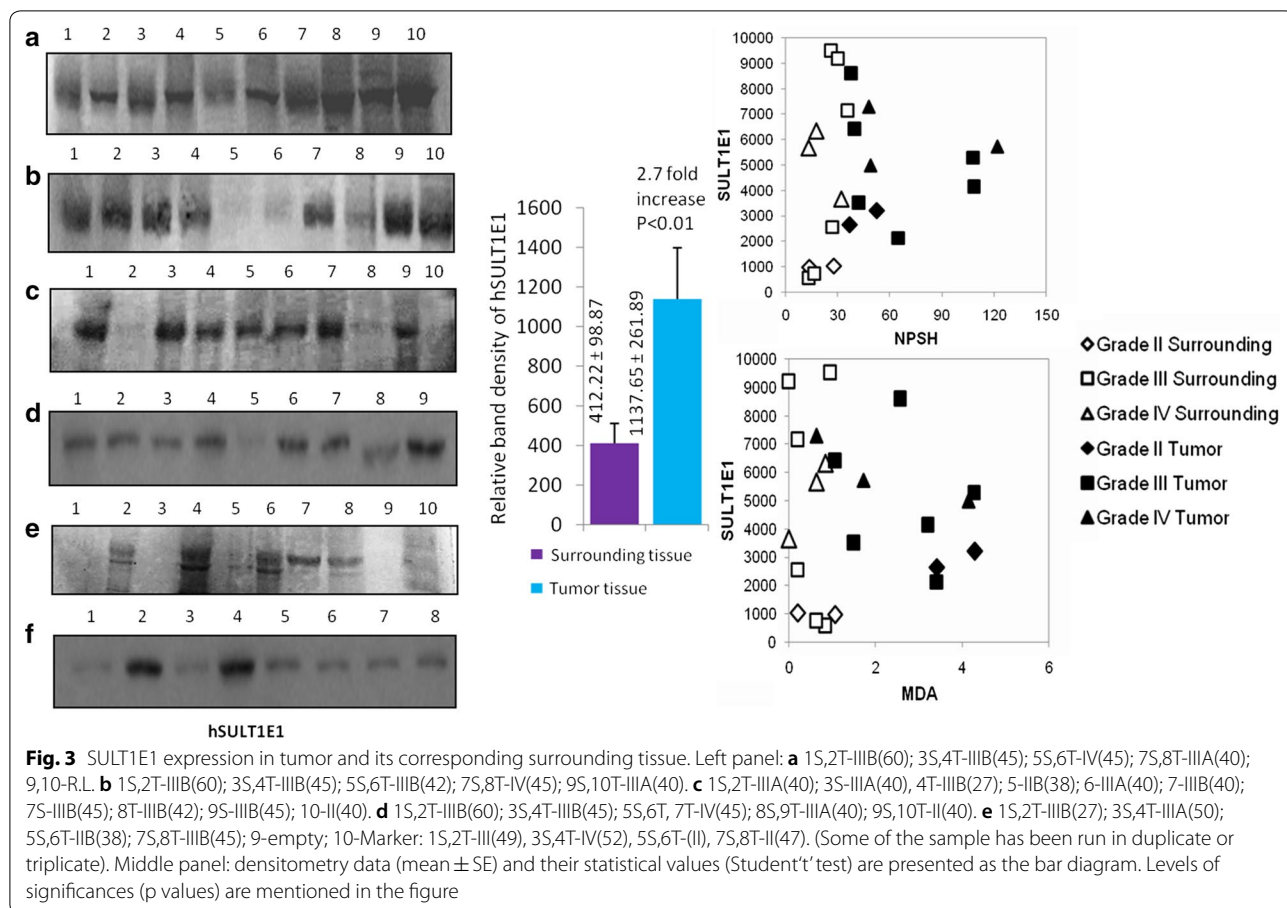 a
1 2 3 4 5 6 7 8 9 10
b
1 2 3 4 5 6 7 8 9 10
c
1 2 3 4 5 6 7 8 9 10
d
1 2 3 4 5 6 7 8 9
e
1 2 3 4 5 6 7 8 9 10
f
1 2 3 4 5 6 7 8
hSULT1E1
2.7 fold
increase
P<0.01
Relative band density of hSULT1E1
1600
1400
1200
1000
800
600
400
200
0
412.22 ± 98.87
1137.65 ± 261.89
Surrounding tissue
Tumor tissue
SULT1E1
10000
9000
8000
7000
6000
5000
4000
3000
2000
1000
0
0 30 60 90 120 150
NPSH
SULT1E1
10000
9000
8000
7000
6000
5000
4000
3000
2000
1000
0
0 2 4 6
MDA
Grade II Surrounding
Grade III Surrounding
Grade IV Surrounding
Grade II Tumor
Grade III Tumor
Grade IV Tumor
Fig. 3 SULT1E1 expression in tumor and its corresponding surrounding tissue. Left panel: a 1S,2T-IIIB(60); 3S,4T-IIIB(45); 5S,6T-IV(45); 7S,8T-IIIA(40);
9,10-R.L. b 1S,2T-IIIB(60); 3S,4T-IIIB(45); 5S,6T-IIIB(42); 7S,8T-IV(45); 9S,10T-IIIA(40). c 1S,2T-IIIA(40); 3S-IIIA(40), 4T-IIIB(27); 5-IIB(38); 6-IIIA(40); 7-IIIB(40);
7S-IIIB(45); 8T-IIIB(42); 9S-IIIB(45); 10-II(40). d 1S,2T-IIIB(60); 3S,4T-IIIB(45); 5S,6T, 7T-IV(45); 8S,9T-IIIA(40); 9S,10T-II(40). e 1S,2T-IIIB(27); 3S,4T-IIIA(50);
5S,6T-IIB(38); 7S,8T-IIIB(45); 9-empty; 10-Marker: 1S,2T-III(49), 3S,4T-IV(52), 5S,6T-(II), 7S,8T-II(47). (Some of the sample has been run in duplicate or
triplicate). Middle panel: densitometry data (mean ± SE) and their statistical values (Student‘t’ test) are presented as the bar diagram. Levels of
significances (p values) are mentioned in the figure